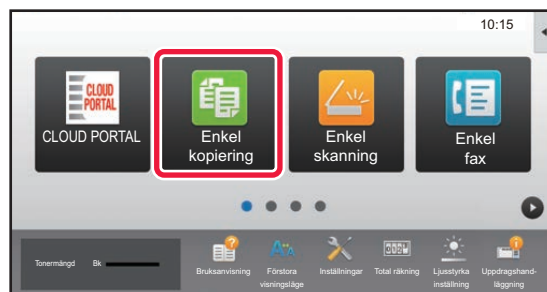 10:15
CLOUD
PORTAL
CLOUD PORTAL
Enkel
kopiering
Enkel
skanning
Enkel
fax
Tonermängd Bk
Bruksanvisning
Förstora
visningsläge
Inställningar
Total räkning
Ljusstyrka
inställning
Uppdragshand-
läggning